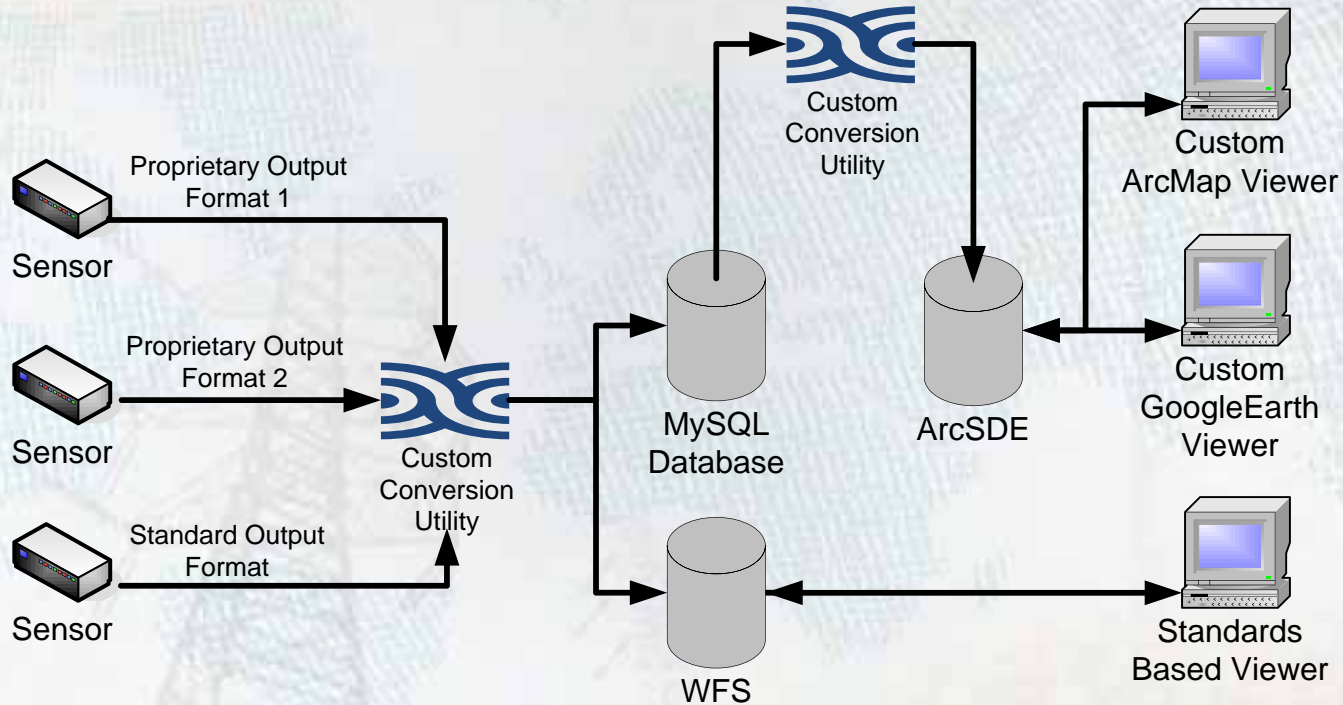 Proprietary Output
Format 1
Sensor
Proprietary Output
Format 2
Sensor
Standard Output
Format
Sensor
Custom
Conversion
Utility
MySQL
Database
WFS
Custom
Conversion
Utility
ArcSDE
Custom
ArcMap Viewer
Custom
GoogleEarth
Viewer
Standards
Based Viewer